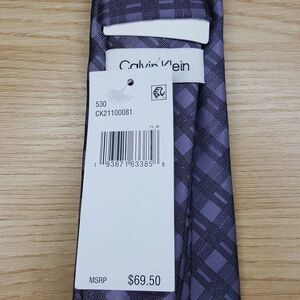 Calvin Klein
530
CK21100081
1 93671 63385 8
MSRP $69.50